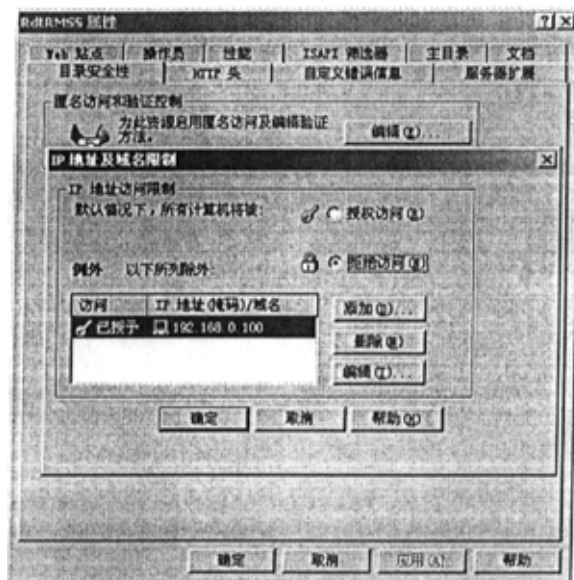 RdtRMSS 属性
Web 站点 操作员 性能 ISAPI 筛选器 主目录 文档
目录安全性 HTTP 头 自定义错误信息 服务器扩展
匿名访问和验证控制
为此资源启用匿名访问及编辑验证
方法。
编辑(E)...
IP 地址及域名限制
IP 地址访问限制
默认情况下，所有计算机将被:
授权访问(R)
拒绝访问(N)
例外 以下所列除外:
访问 IP 地址(掩码)/域名
已授予 192.168.0.100
添加(D)...
删除(M)
编辑(T)...
确定 取消 帮助(H)
确定 取消 应用(A) 帮助